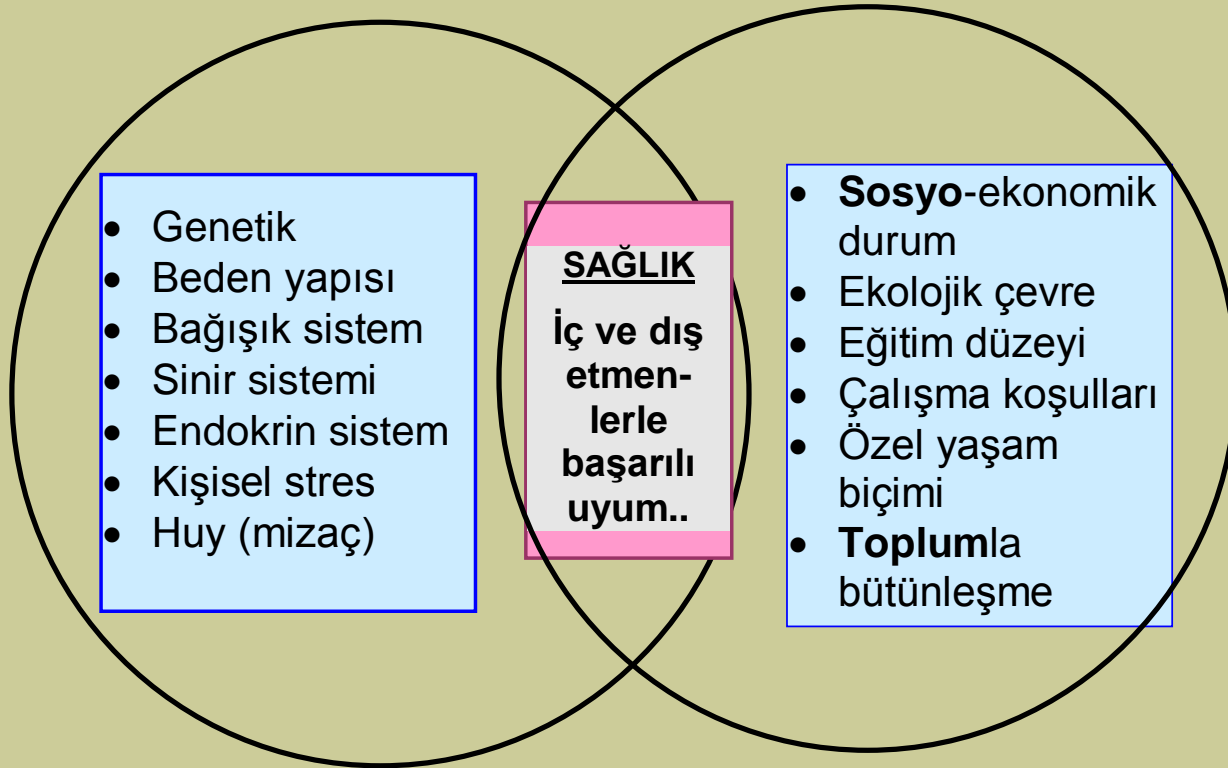 • Genetik
• Beden yapısı
• Bağışık sistem
• Sinir sistemi
• Endokrin sistem
• Kişisel stres
• Huy (mizaç)
SAĞLIK
İç ve dış
etmen-
lerle
başarılı
uyum..
• Sosyo-ekonomik
durum
• Ekolojik çevre
• Eğitim düzeyi
• Çalışma koşulları
• Özel yaşam
biçimi
• Toplumla
bütünleşme